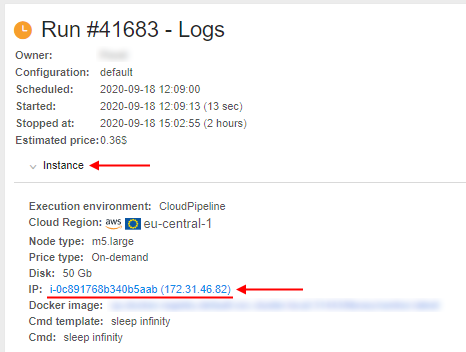 Run #41683 - Logs
Owner:
Configuration: default
Scheduled: 2020-09-18 12:09:00
Started: 2020-09-18 12:09:13 (13 sec)
Stopped at: 2020-09-18 15:02:55 (2 hours)
Estimated price: 0.36$
Instance
Execution environment: CloudPipeline
Cloud Region: aws eu-central-1
Node type: m5.large
Price type: On-demand
Disk: 50 Gb
IP: i-0c891768b340b5aab (172.31.46.82)
Docker image:
Cmd template: sleep infinity
Cmd: sleep infinity